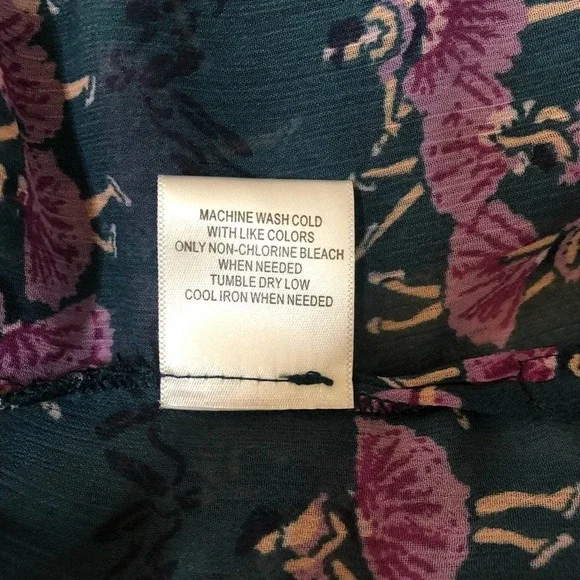 MACHINE WASH COLD
WITH LIKE COLORS
ONLY NON-CHLORINE BLEACH
WHEN NEEDED
TUMBLE DRY LOW
COOL IRON WHEN NEEDED